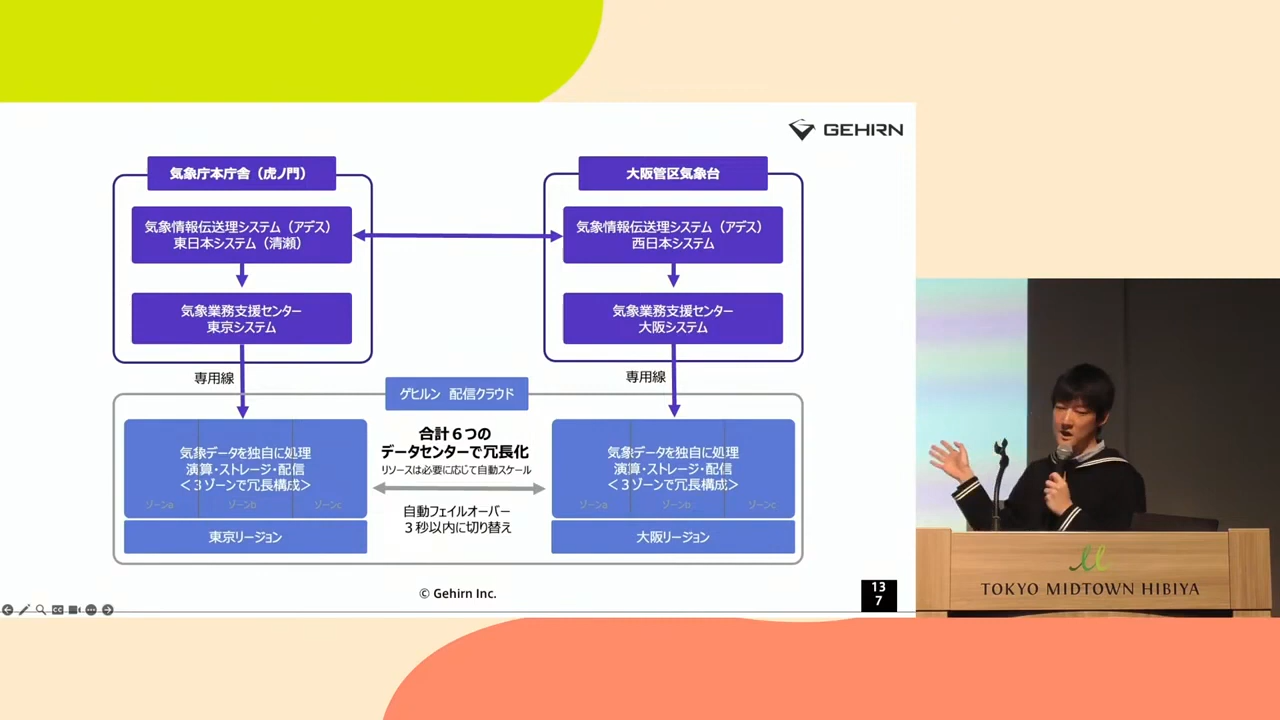 GEHIRN
気象庁本庁舎（虎ノ門）
気象情報伝送理システム（アデス）
東日本システム（清瀬）
気象業務支援センター
東京システム
大阪管区気象台
気象情報伝送理システム（アデス）
西日本システム
気象業務支援センター
大阪システム
専用線
専用線
ゲヒルン 配信クラウド
気象データを独自に処理
演算・ストレージ・配信
＜３ゾーンで冗長構成＞
ゾーンa
ゾーンb
ゾーンc
東京リージョン
合計６つの
データセンターで冗長化
リソースは必要に応じて自動スケール
自動フェイルオーバー
３秒以内に切り替え
気象データを独自に処理
演算・ストレージ・配信
＜３ゾーンで冗長構成＞
ゾーンa
ゾーンb
ゾーンc
大阪リージョン
© Gehirn Inc.
13
7
TOKYO MIDTOWN HIBIYA